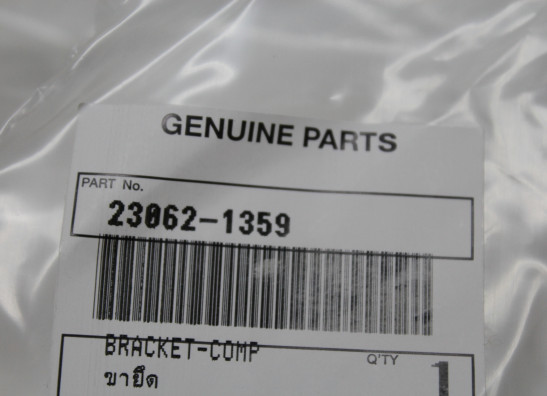 GENUINE PARTS
PART No.
23062-1359
BRACKET-COMP Q'TY
ขายึด 1